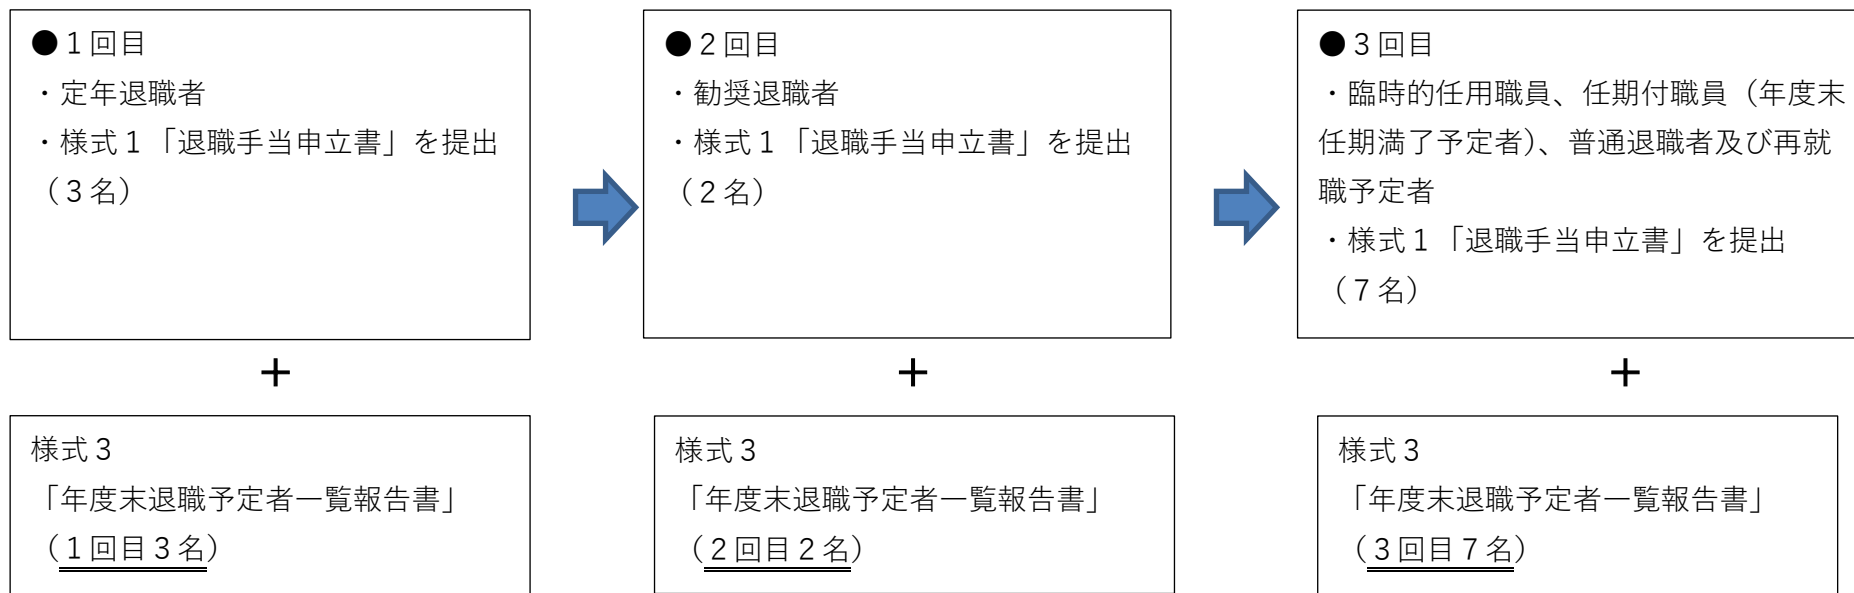 ●１回目
・定年退職者
・様式１「退職手当申立書」を提出
（３名）
●２回目
・勧奨退職者
・様式１「退職手当申立書」を提出
（２名）
●３回目
・臨時的任用職員、任期付職員（年度末
任期満了予定者）、普通退職者及び再就
職予定者
・様式１「退職手当申立書」を提出
（７名）
＋
＋
＋
様式３
「年度末退職予定者一覧報告書」
（１回目３名）
様式３
「年度末退職予定者一覧報告書」
（２回目２名）
様式３
「年度末退職予定者一覧報告書」
（３回目７名）